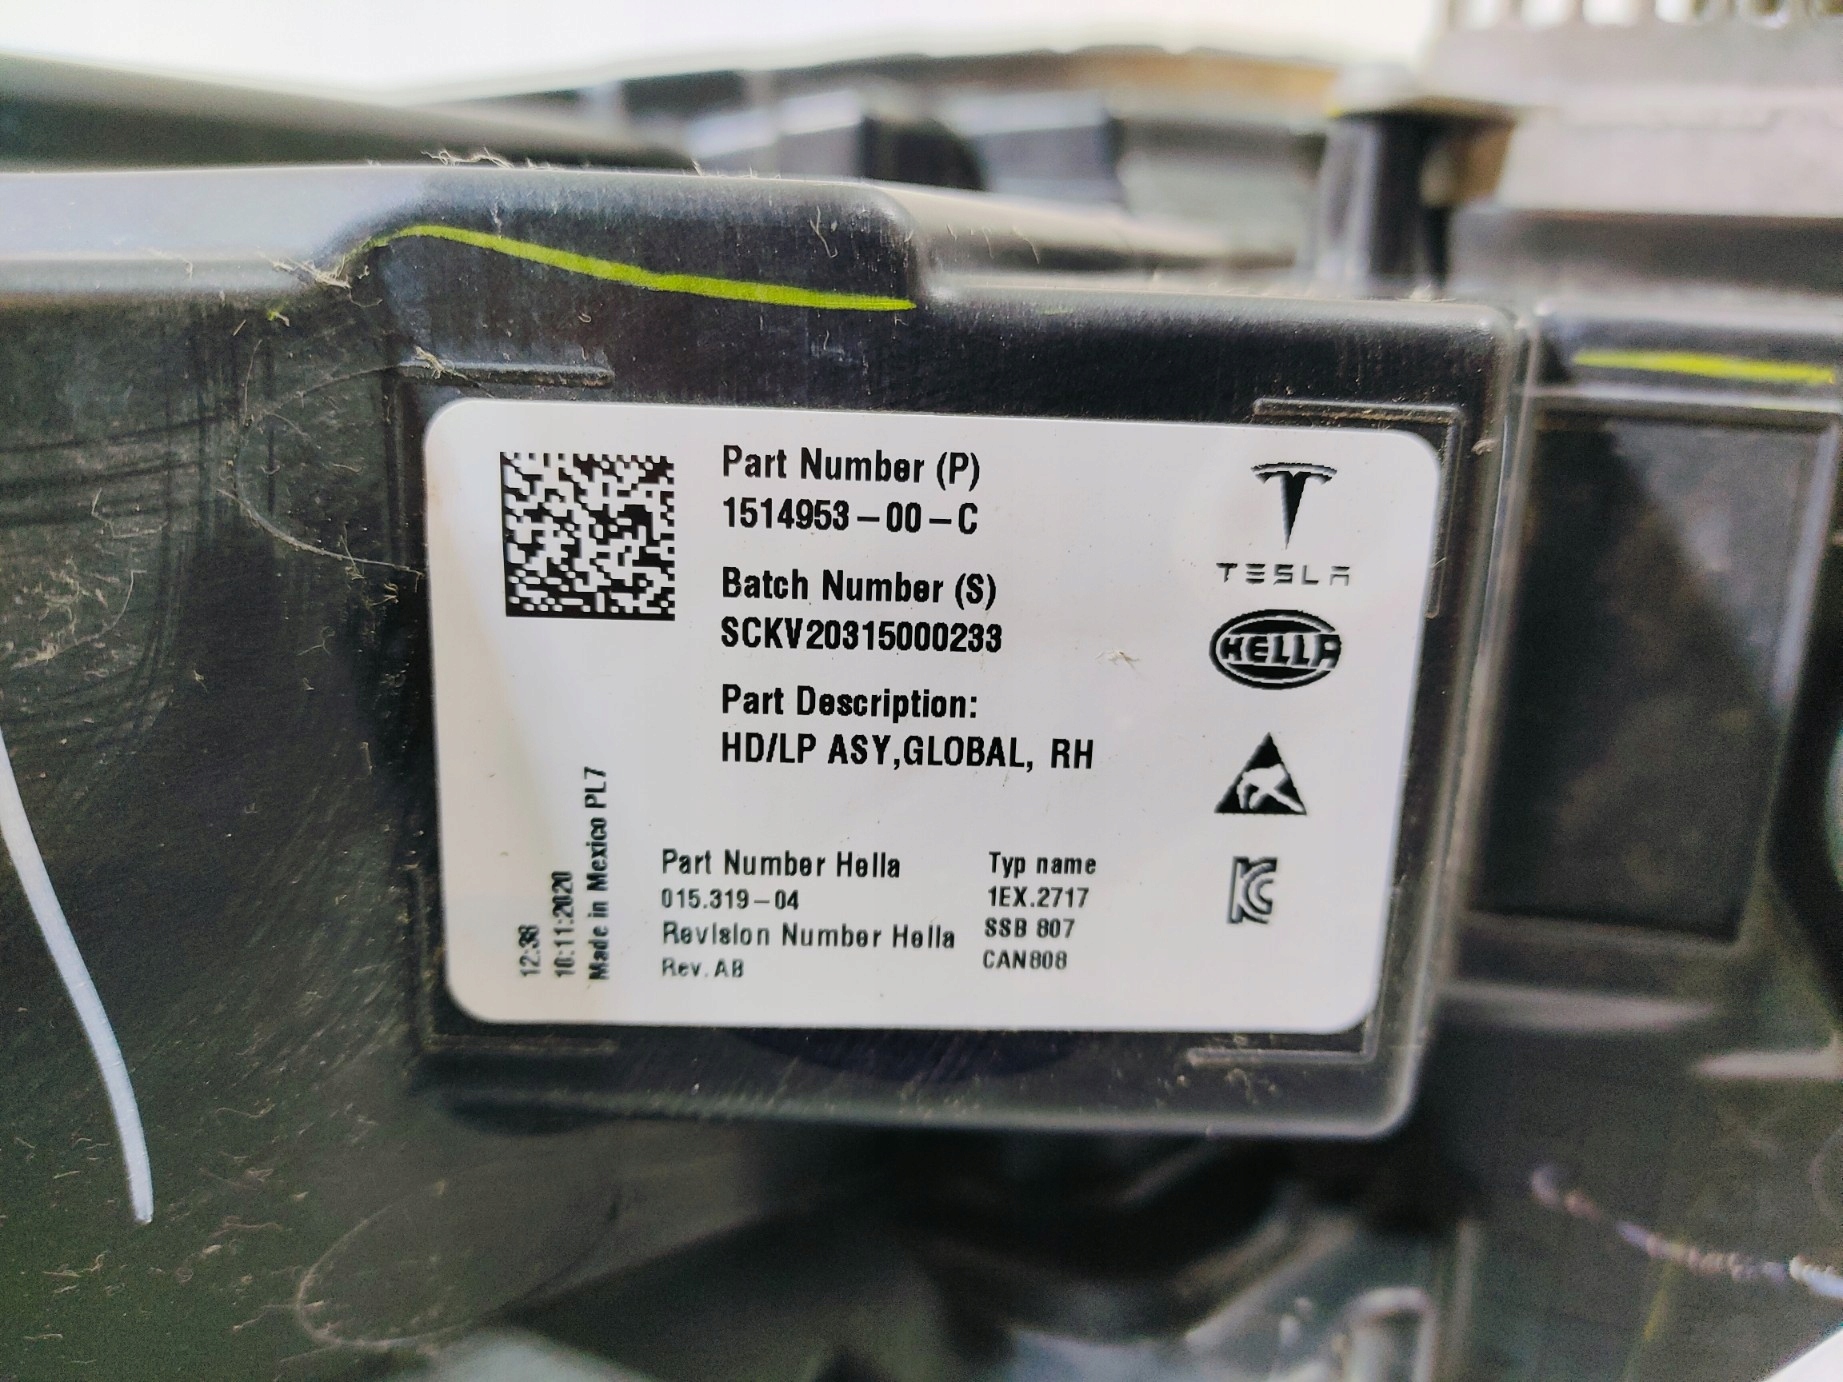 Part Number (P)
1514953-00-C
Batch Number (S)
SCKV20315000233
Part Description:
HD/LP ASY,GLOBAL, RH
TESLA
HELLA
Part Number Hella
015.319-04
Revision Number Hella
Rev. AB
Typ name
1EX.2717
SSB 807
CAN808
12:38
10:11:2020
Made in Mexico PL7